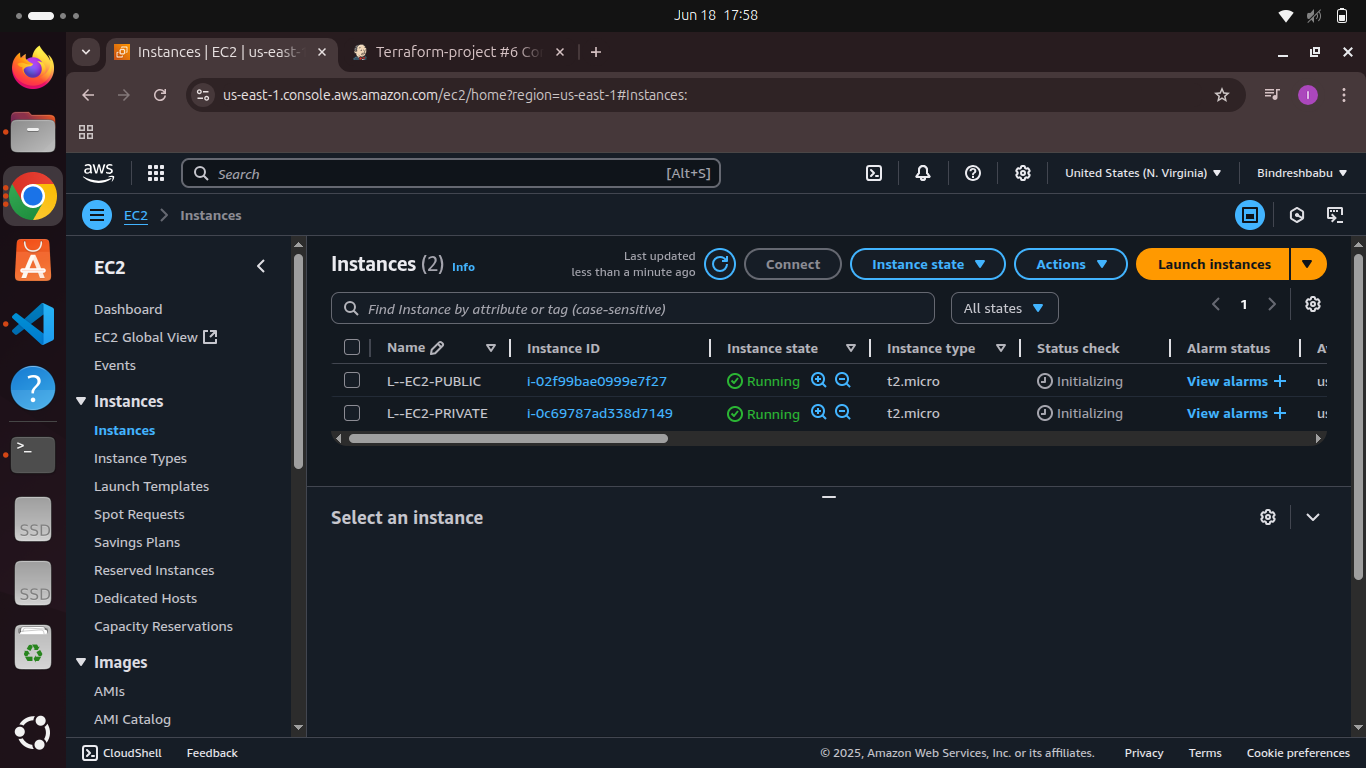 Jun 18 17:58
Instances | EC2 | us-east-
Terraform-project #6 Co
us-east-1.console.aws.amazon.com/ec2/home?region=us-east-1#Instances:
I
aws
Search
[Alt+S]
United States (N. Virginia)
Bindreshbabu
EC2
Instances
EC2
Dashboard
EC2 Global View
Events
Instances
Instances
Instance Types
Launch Templates
Spot Requests
Savings Plans
Reserved Instances
Dedicated Hosts
Capacity Reservations
Images
AMIs
AMI Catalog
Instances (2) Info
Last updated
less than a minute ago
Connect
Instance state
Actions
Launch instances
Find Instance by attribute or tag (case-sensitive)
All states
1
Name Instance ID Instance state Instance type Status check Alarm status
L--EC2-PUBLIC i-02f99bae0999e7f27 Running t2.micro Initializing View alarms + us
L--EC2-PRIVATE i-0c69787ad338d7149 Running t2.micro Initializing View alarms + us
Select an instance
>_
SSD
SSD
CloudShell
Feedback
© 2025, Amazon Web Services, Inc. or its affiliates.
Privacy
Terms
Cookie preferences